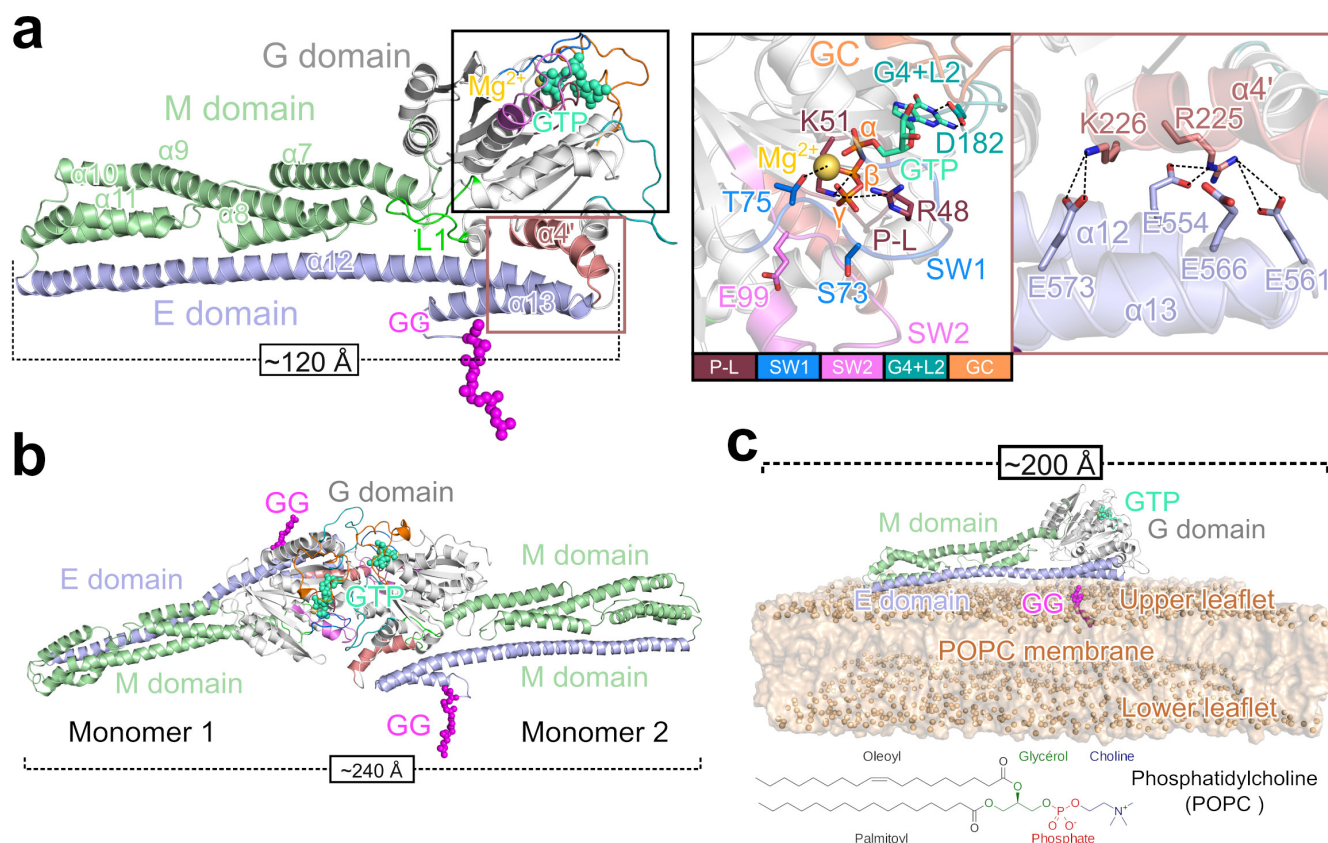 a
G domain
M domain
Mg2+
GTP
α9
α7
α10
α11
α8
L1
α4'
α12
E domain
α13
GG
~120 Å
GC
G4+L2
K51
α
D182
Mg2+
GTP
β
T75
R48
γ
P-L
SW1
E99
S73
SW2
P-L SW1 SW2 G4+L2 GC
α4'
K226
R225
α12
E554
E573
E566
E561
α13
b
GG
G domain
M domain
E domain
GTP
M domain
M domain
GG
Monomer 1
Monomer 2
~240 Å
c
~200 Å
GTP
M domain
G domain
E domain
GG
Upper leaflet
POPC membrane
Lower leaflet
Oleoyl
Glycérol
Choline
O
O
O
O
P
O
N+
O
O
O-
Phosphatidylcholine
(POPC )
Palmitoyl
Phosphate